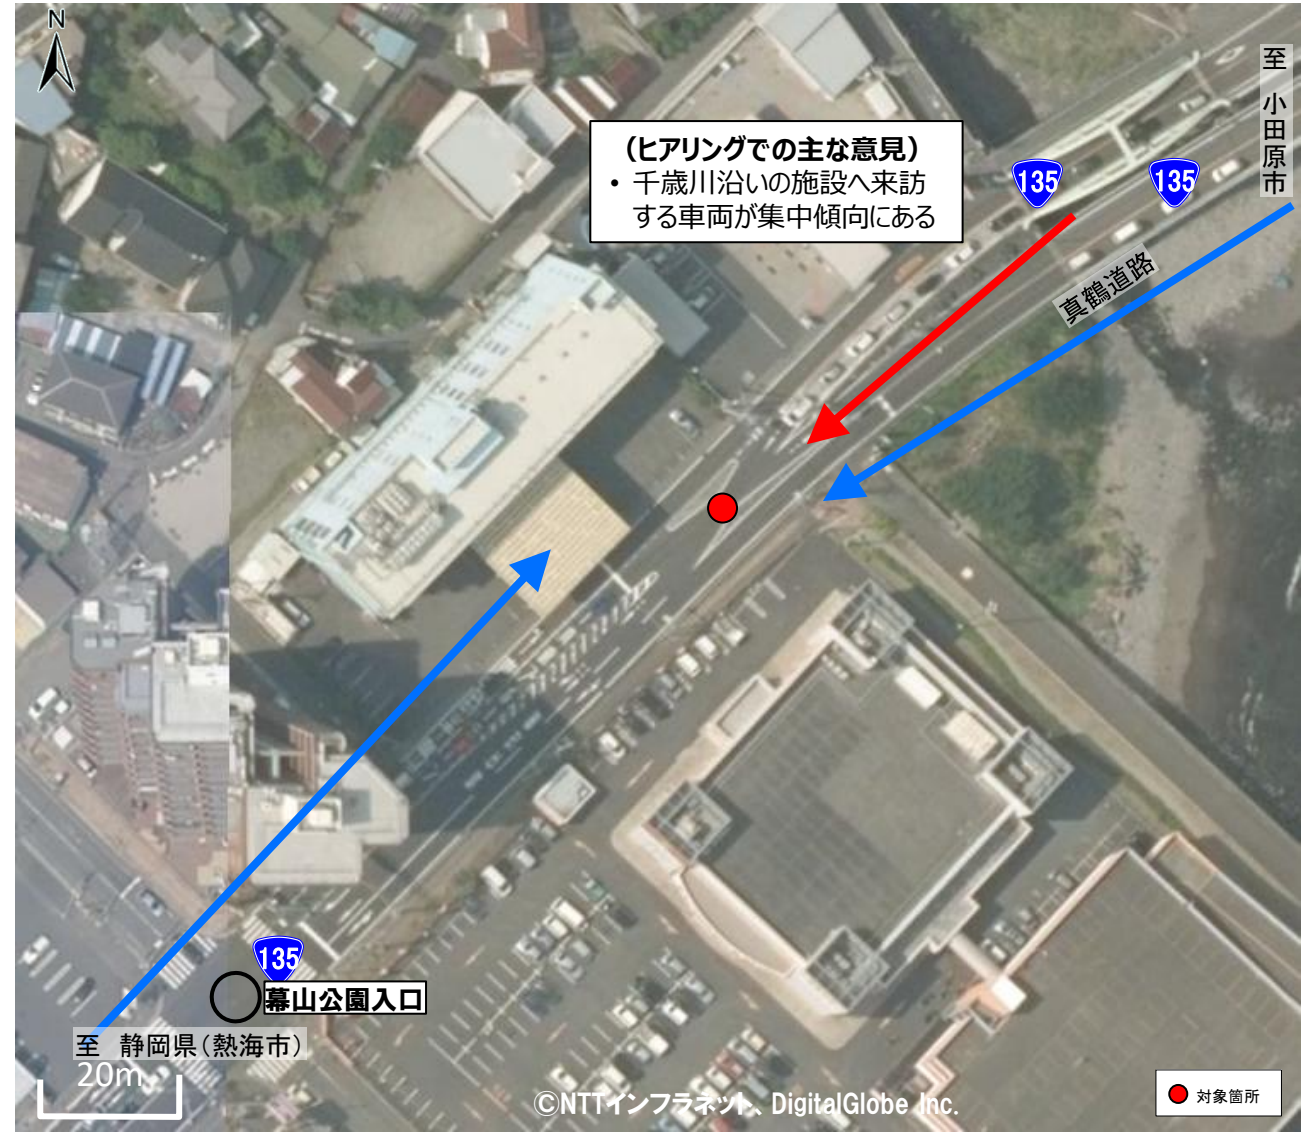 N
至 小田原市
（ヒアリングでの主な意見）
• 千歳川沿いの施設へ来訪
する車両が集中傾向にある
135
135
真鶴道路
135
幕山公園入口
至 静岡県（熱海市）
20m
©NTTインフラネット、DigitalGlobe Inc.
対象箇所